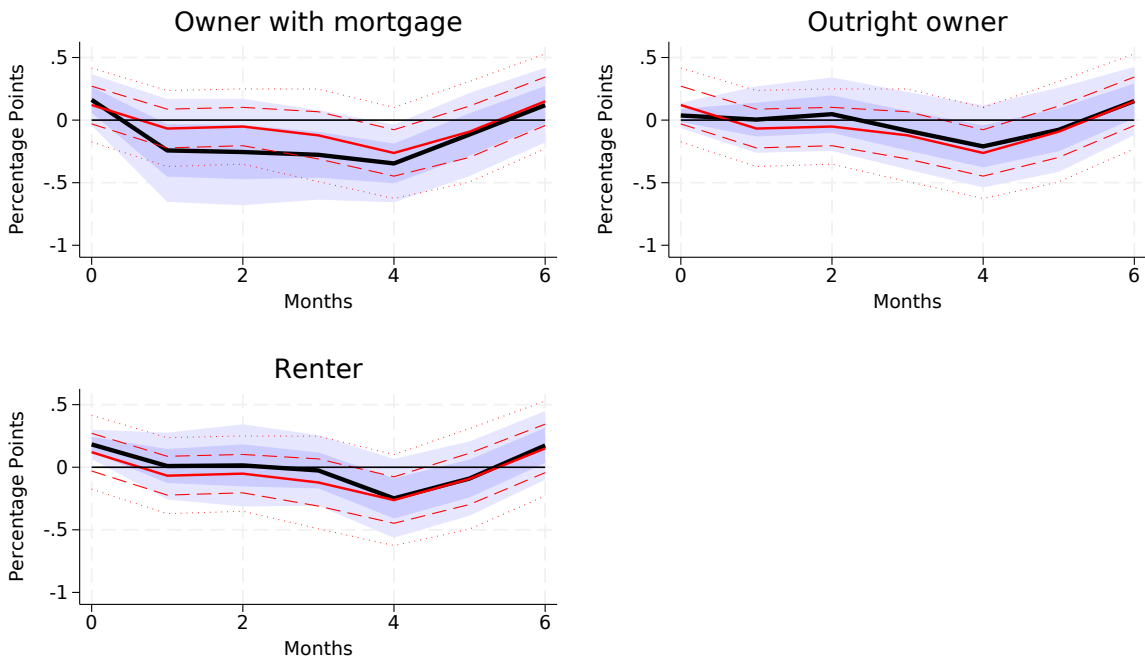 Owner with mortgage
Percentage Points
.5
0
-.5
-1
0 2 4 6
Months
Outright owner
Percentage Points
.5
0
-.5
-1
0 2 4 6
Months
Renter
Percentage Points
.5
0
-.5
-1
0 2 4 6
Months